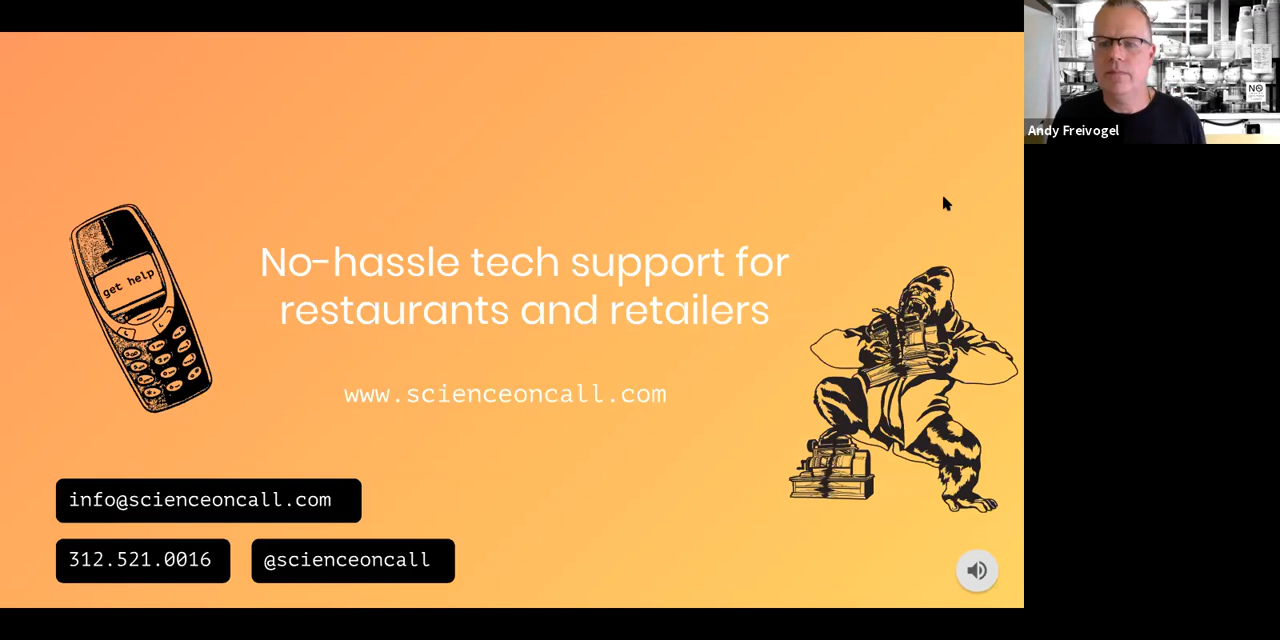 Andy Freivogel
NO
get help
No-hassle tech support for
restaurants and retailers
www.scienceoncall.com
info@scienceoncall.com
312.521.0016
@scienceoncall